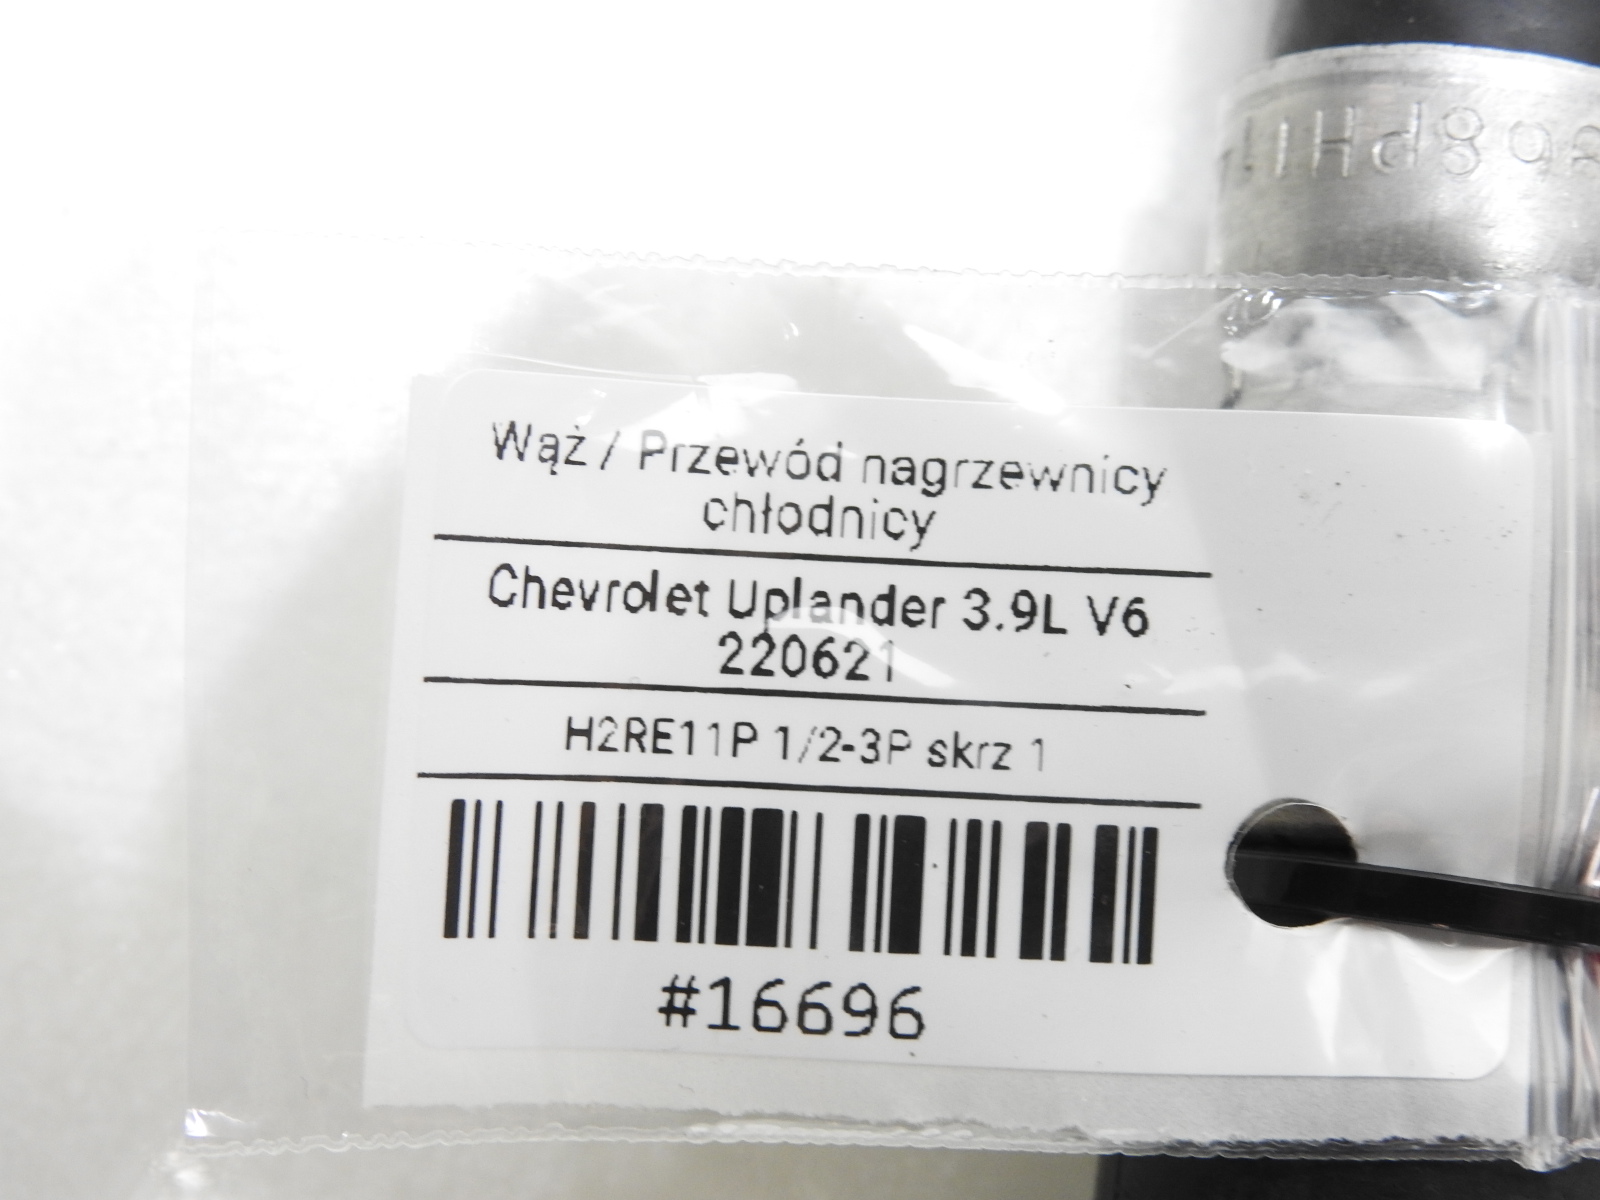 Wąż / Przewód nagrzewnicy
chłodnicy
Chevrolet Uplander 3.9L V6
220621
H2RE11P 1/2-3P skrz 1
#16696